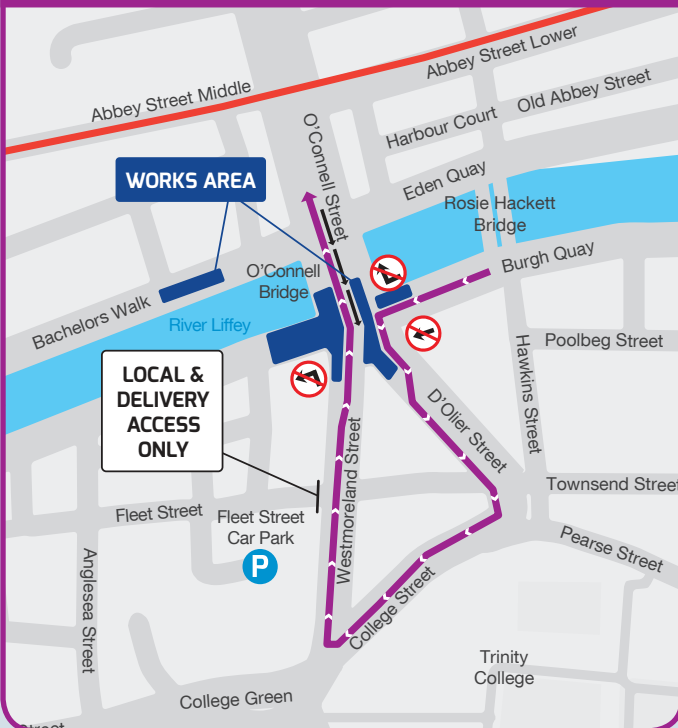 Abbey Street Lower
Abbey Street Middle
Old Abbey Street
Harbour Court
O'Connell Street
WORKS AREA
Eden Quay
Rosie Hackett
Bridge
O'Connell
Bridge
Burgh Quay
Bachelors Walk
River Liffey
Poolbeg Street
Hawkins Street
LOCAL &
DELIVERY
ACCESS
ONLY
D'Olier Street
Westmoreland Street
Townsend Street
Fleet Street
Fleet Street
Car Park
P
Pearse Street
Anglesea Street
College Street
Trinity
College
College Green
Street